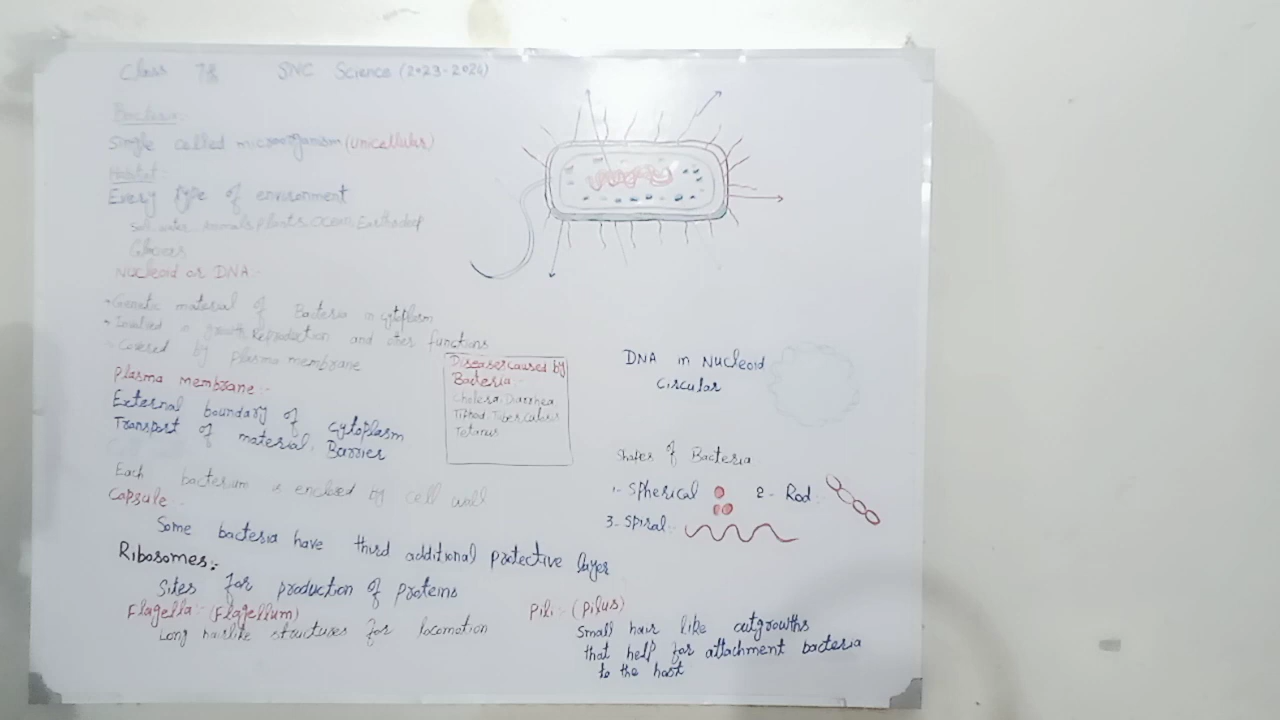 Class 7B SNC Science (2023-2024)
Bacteria:
Single celled microorganism (Unicellular)
Habitat
Every type of environment
Soil, water, animals, plants, Ocean,
Nucleoid or DNA:-
Genetic material of Bacteria in cytoplasm
Involved in growth, Reproduction and other functions
Covered by plasma membrane
Plasma membrane:-
External boundary of cytoplasm
Transport of material, Barrier
Each bacterium is enclosed by cell wall
Capsule
Some bacteria have third additional protective layer
Ribosomes:-
Sites for production of proteins
Flagella:- (Flagellum)
Long hairlike structures for locomotion
Diseases caused by
Bacteria:-
Cholera, Diarrhea
Tuberculosis
Tetanus
DNA in Nucleoid
Circular
Shapes of Bacteria
1- Spherical 2- Rod:-
3- Spiral:-
Pili:- (Pilus)
Small hair like outgrowths
that help for attachment bacteria
to the host